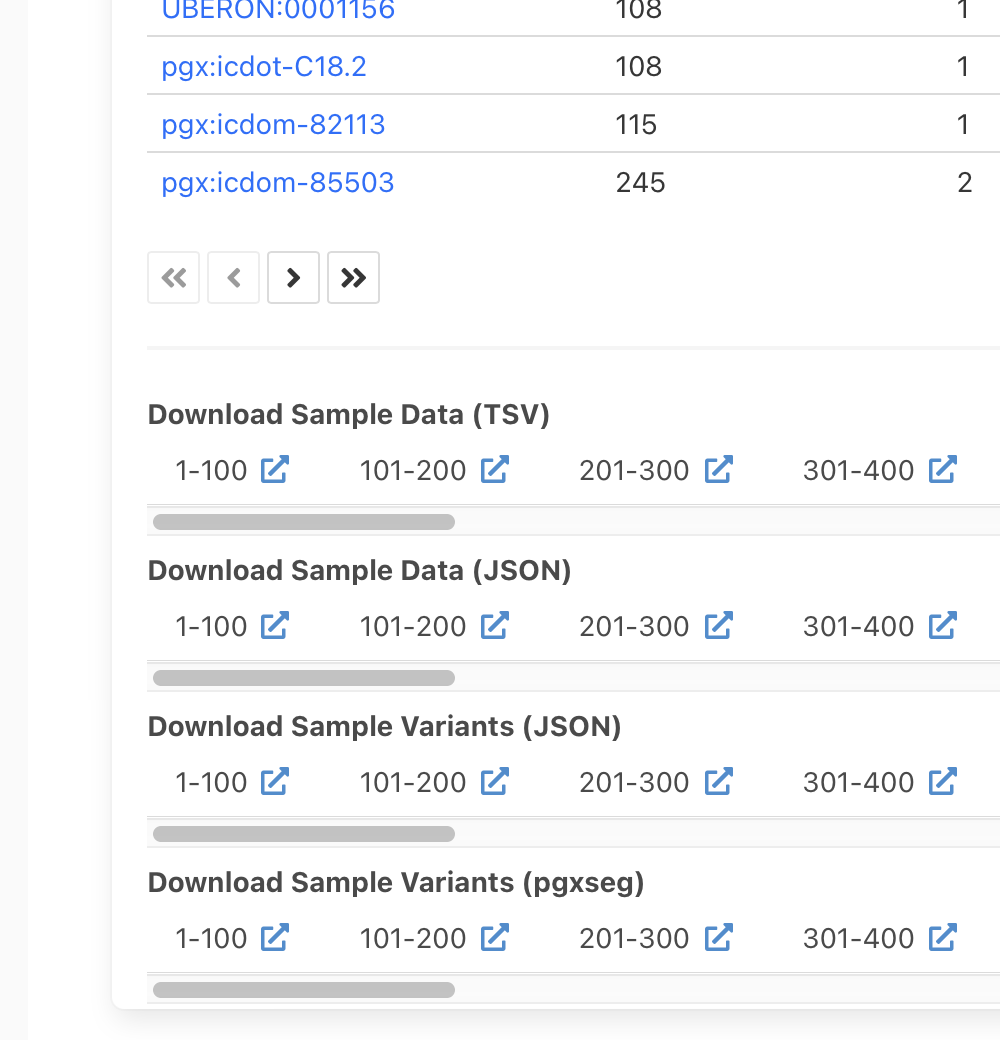 UBERON:0001156 108 1
pgx:icdot-C18.2 108 1
pgx:icdom-82113 115 1
pgx:icdom-85503 245 2
Download Sample Data (TSV)
1-100 101-200 201-300 301-400
Download Sample Data (JSON)
1-100 101-200 201-300 301-400
Download Sample Variants (JSON)
1-100 101-200 201-300 301-400
Download Sample Variants (pgxseg)
1-100 101-200 201-300 301-400